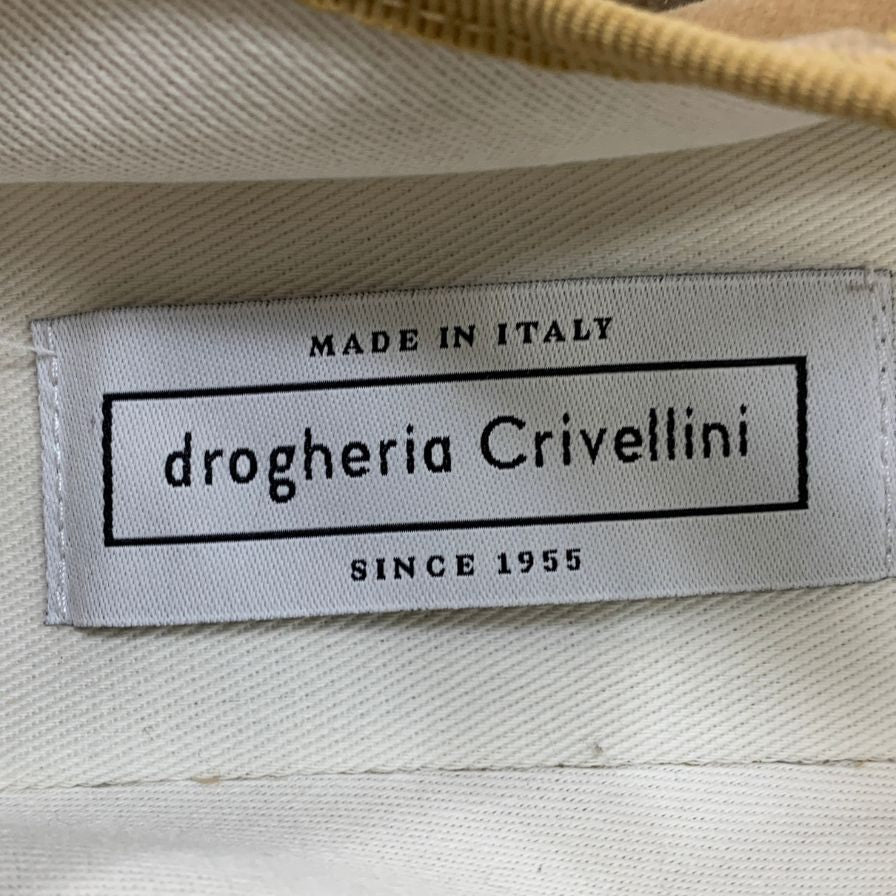 MADE IN ITALY
drogheria Crivellini
SINCE 1955